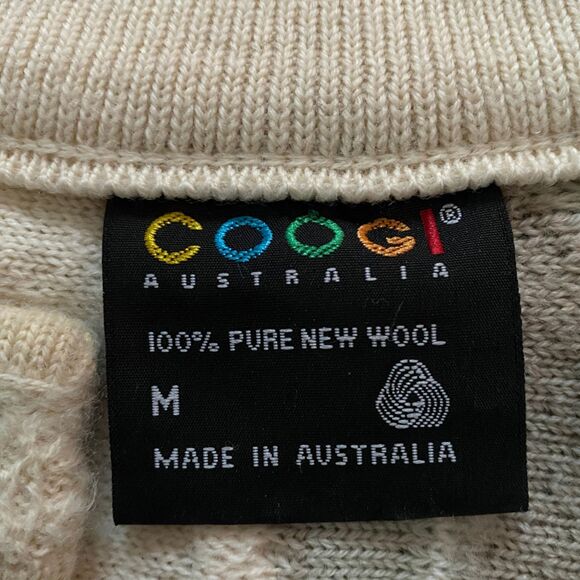 COOGI®
AUSTRALIA
100% PURE NEW WOOL
M
MADE IN AUSTRALIA